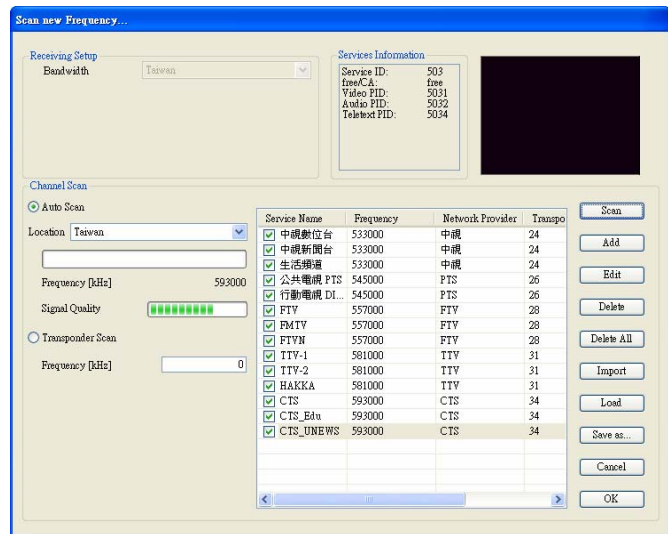 Scan new Frequency...
Receiving Setup
Bandwidth
Taiwan
Services Information
Service ID: 503
free/CA: free
Video PID: 5031
Audio PID: 5032
Teletext PID: 5034
Channel Scan
Auto Scan
Location Taiwan
Frequency [kHz] 593000
Signal Quality
Transponder Scan
Frequency [kHz] 0
Service Name Frequency Network Provider Transpo
中視數位台 533000 中視 24
中視新聞台 533000 中視 24
生活頻道 533000 中視 24
公共電視 PTS 545000 PTS 26
行動電視 DI... 545000 PTS 26
FTV 557000 FTV 28
FMTV 557000 FTV 28
FTVN 557000 FTV 28
TTV-1 581000 TTV 31
TTV-2 581000 TTV 31
HAKKA 581000 TTV 31
CTS 593000 CTS 34
CTS_Edu 593000 CTS 34
CTS_UNEWS 593000 CTS 34
Scan
Add
Edit
Delete
Delete All
Import
Load
Save as...
Cancel
OK